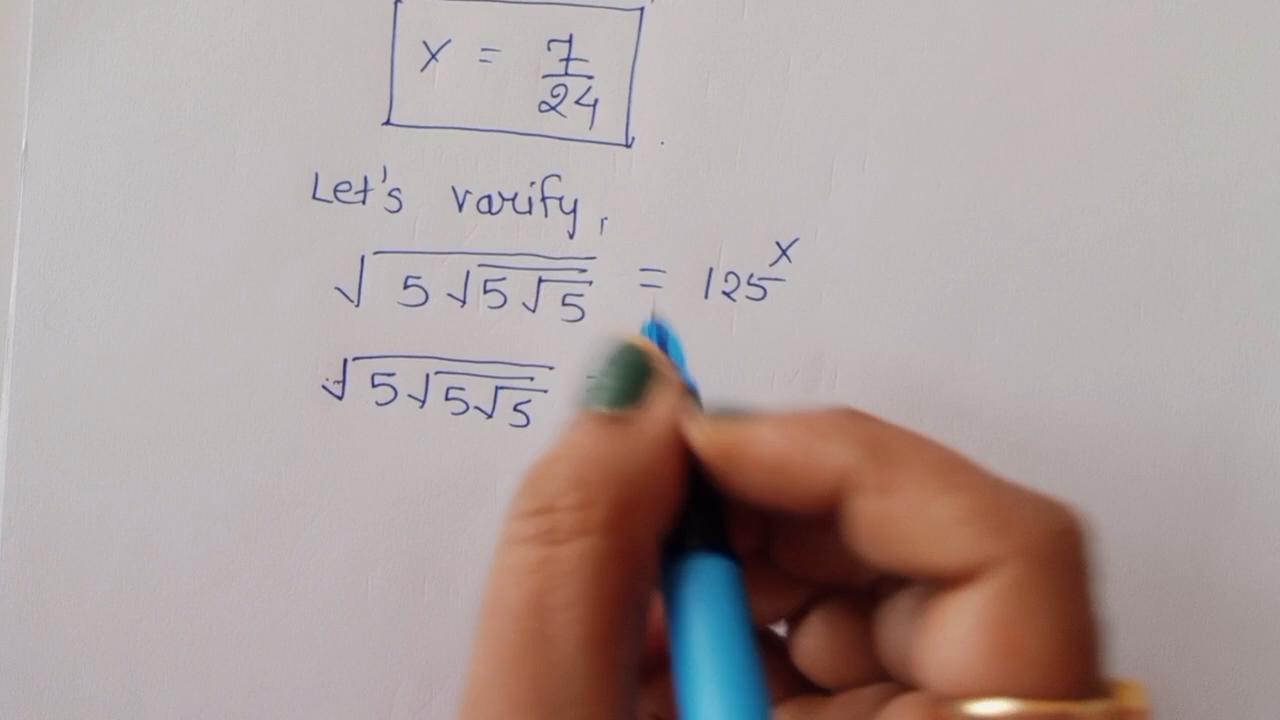 x = 7/24
Let's varify,
√(5√(5√5)) = 125^x
√(5√(5√5))